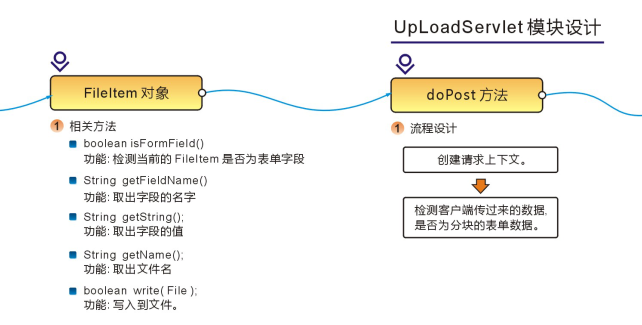 UpLoadServlet 模块设计
FileItem 对象
1 相关方法
boolean isFormField()
功能: 检测当前的 FileItem 是否为表单字段
String getFieldName()
功能: 取出字段的名字
String getString();
功能: 取出字段的值
String getName();
功能: 取出文件名
boolean write( File );
功能: 写入到文件。
doPost 方法
1 流程设计
创建请求上下文。
检测客户端传过来的数据,
是否为分块的表单数据。